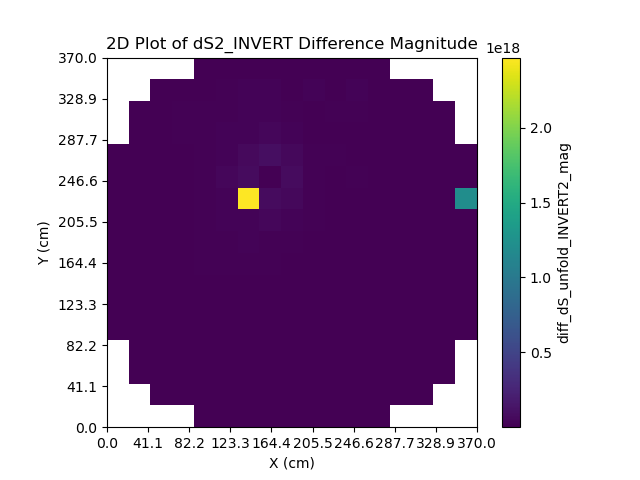 2D Plot of dS2_INVERT Difference Magnitude
1e18
370.0
328.9
287.7
246.6
205.5
164.4
123.3
82.2
41.1
0.0
Y (cm)
0.0 41.1 82.2 123.3 164.4 205.5 246.6 287.7 328.9 370.0
X (cm)
2.0
1.5
1.0
0.5
diff_dS_unfold_INVERT2_mag